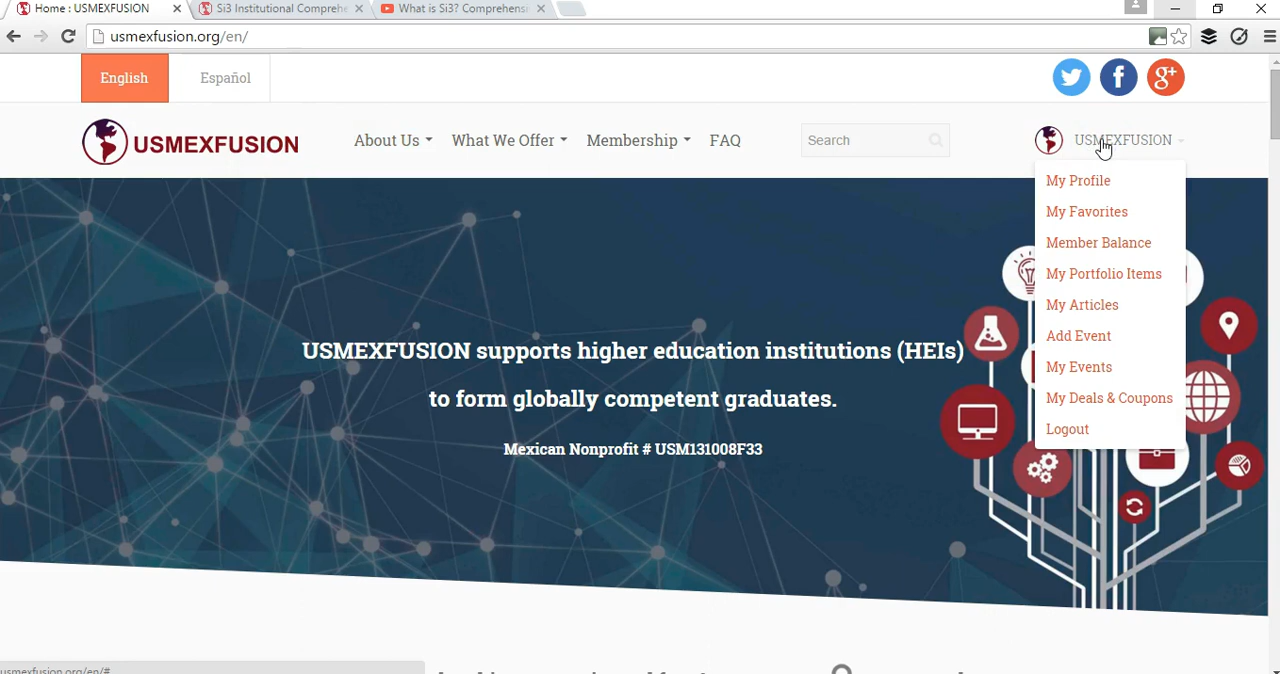 Home : USMEXFUSION
Si3 Institutional Comprehe
What is Si3? Comprehensi
usmexfusion.org/en/
English
Español
USMEXFUSION
About Us
What We Offer
Membership
FAQ
Search
USMEXFUSION
My Profile
My Favorites
Member Balance
My Portfolio Items
My Articles
Add Event
My Events
My Deals & Coupons
Logout
USMEXFUSION supports higher education institutions (HEIs)
to form globally competent graduates.
Mexican Nonprofit # USM131008F33
usmexfusion.org/en/#